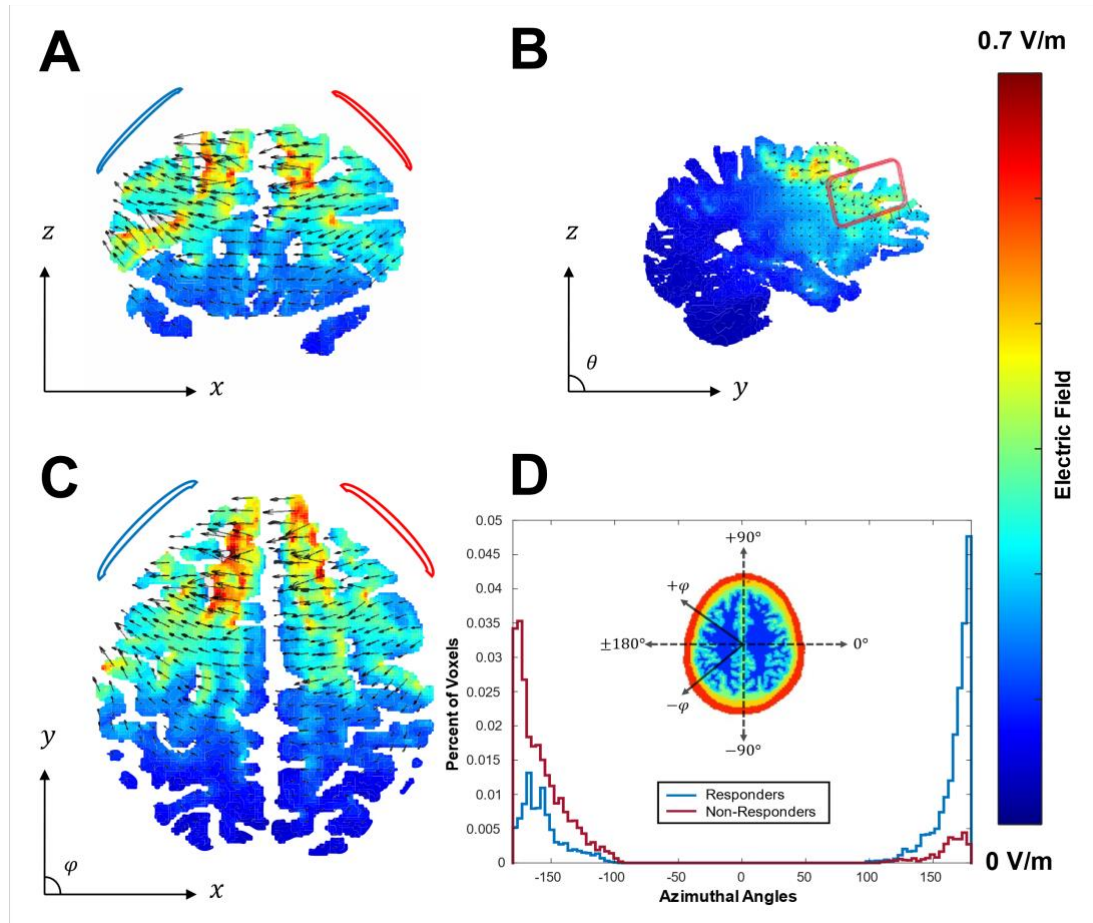 A
B
0.7 V/m
z
x
z
θ
y
Electric Field
0 V/m
C
y
φ
x
D
Percent of Voxels
0.05
0.045
0.04
0.035
0.03
0.025
0.02
0.015
0.01
0.005
0
+90°
+φ
±180°
0°
−φ
−90°
Responders
Non-Responders
-150
-100
-50
0
50
100
150
Azimuthal Angles